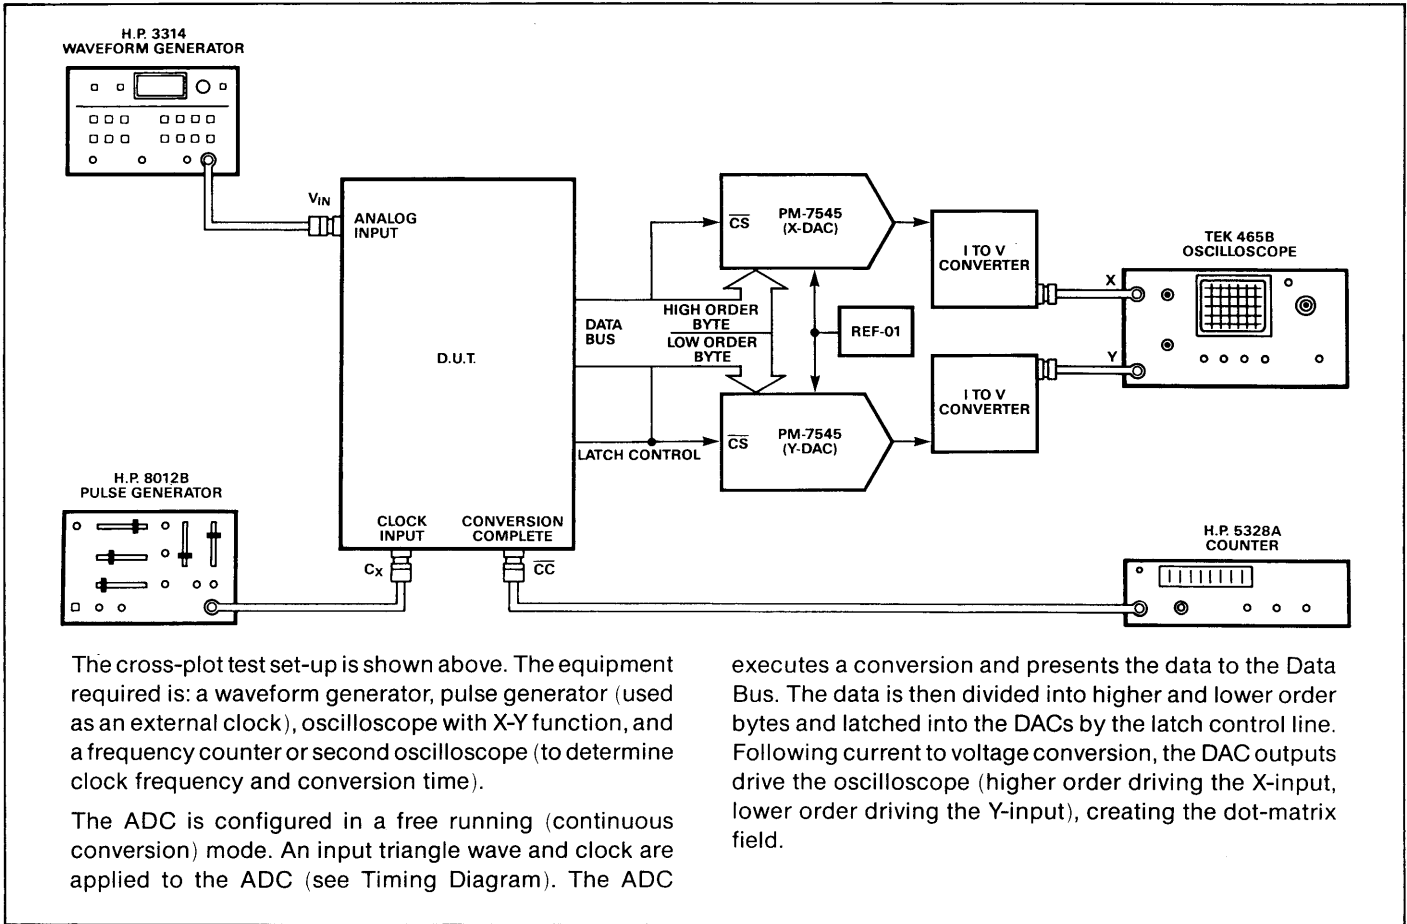 H.P. 3314
WAVEFORM GENERATOR
VIN
ANALOG
INPUT
D.U.T.
CLOCK
INPUT
CONVERSION
COMPLETE
CX
CC
H.P. 8012B
PULSE GENERATOR
DATA
BUS
HIGH ORDER
BYTE
LOW ORDER
BYTE
LATCH CONTROL
CS
PM-7545
(X-DAC)
REF-01
CS
PM-7545
(Y-DAC)
I TO V
CONVERTER
I TO V
CONVERTER
X
Y
TEK 465B
OSCILLOSCOPE
H.P. 5328A
COUNTER
The cross-plot test set-up is shown above. The equipment
required is: a waveform generator, pulse generator (used
as an external clock), oscilloscope with X-Y function, and
a frequency counter or second oscilloscope (to determine
clock frequency and conversion time).
The ADC is configured in a free running (continuous
conversion) mode. An input triangle wave and clock are
applied to the ADC (see Timing Diagram). The ADC
executes a conversion and presents the data to the Data
Bus. The data is then divided into higher and lower order
bytes and latched into the DACs by the latch control line.
Following current to voltage conversion, the DAC outputs
drive the oscilloscope (higher order driving the X-input,
lower order driving the Y-input), creating the dot-matrix
field.